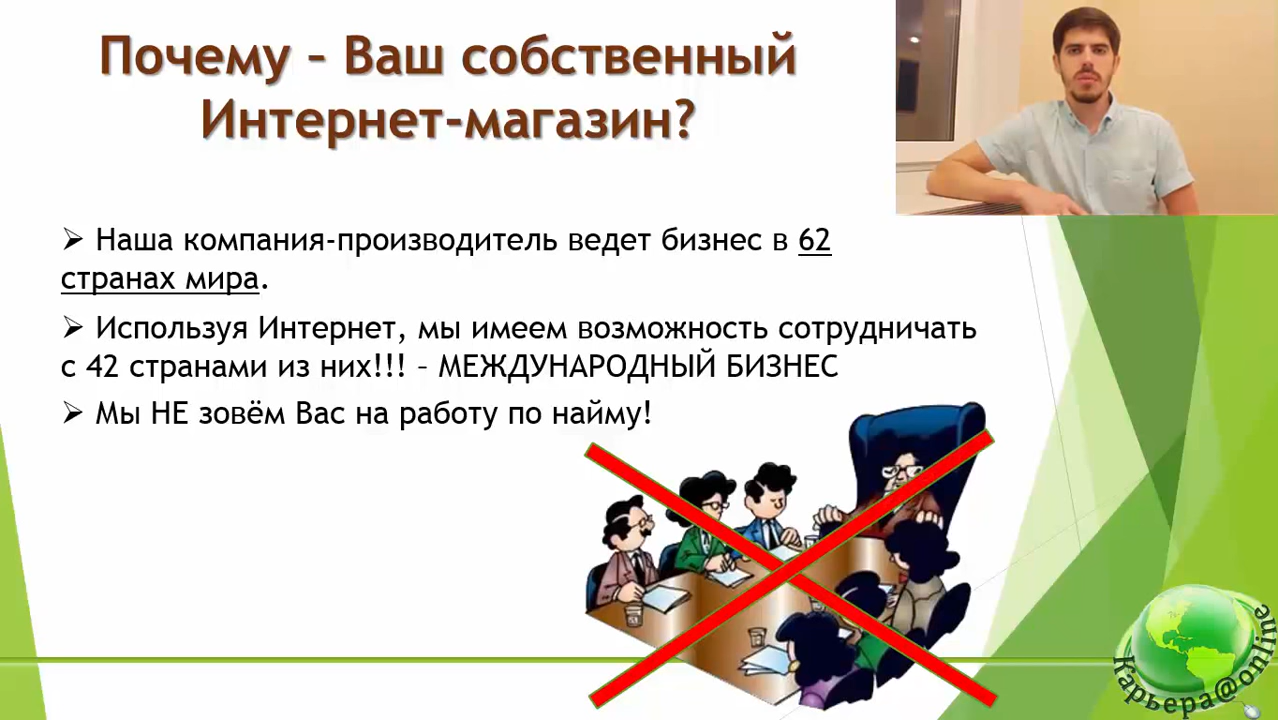 Почему – Ваш собственный
Интернет-магазин?
Наша компания-производитель ведет бизнес в 62
странах мира.
Используя Интернет, мы имеем возможность сотрудничать
с 42 странами из них!!! – МЕЖДУНАРОДНЫЙ БИЗНЕС
Мы НЕ зовём Вас на работу по найму!
Карьера@online